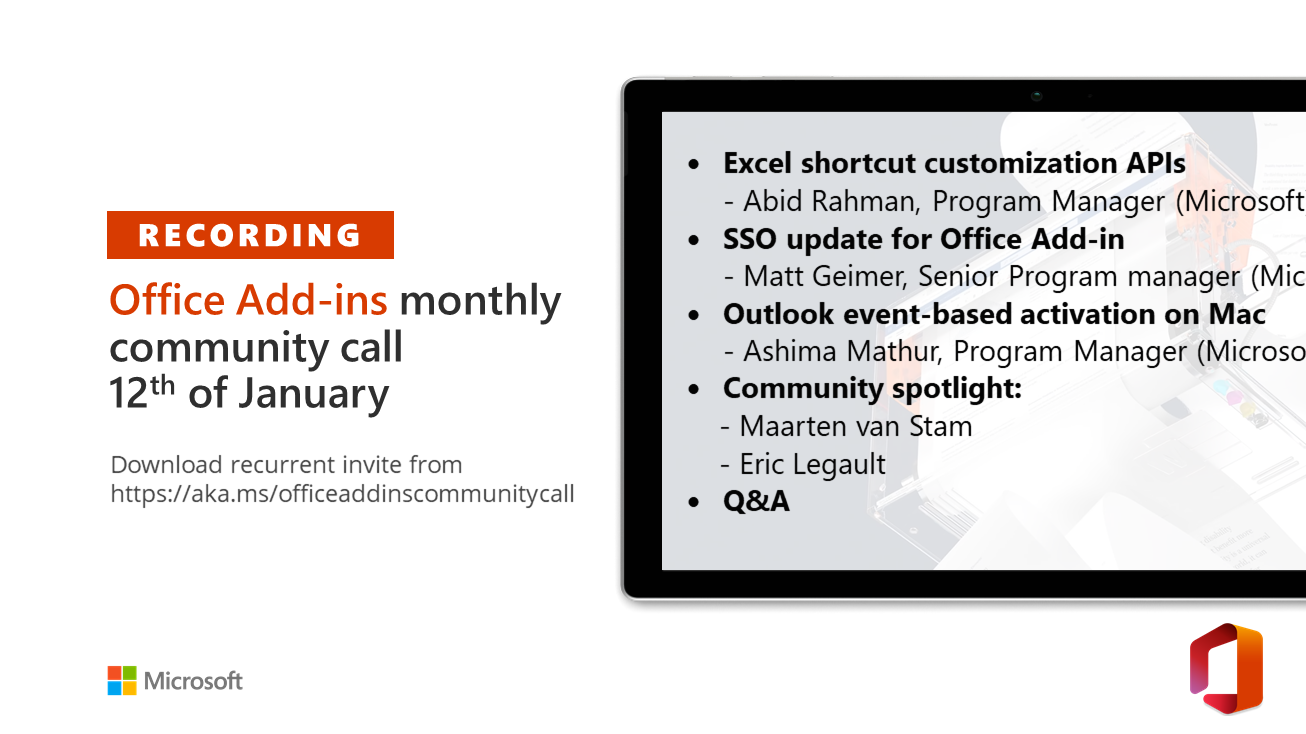 RECORDING
Office Add-ins monthly
community call
12th of January
Download recurrent invite from
https://aka.ms/officeaddinscommunitycall
Microsoft
• Excel shortcut customization APIs
- Abid Rahman, Program Manager (Microsoft
• SSO update for Office Add-in
- Matt Geimer, Senior Program manager (Mic
• Outlook event-based activation on Mac
- Ashima Mathur, Program Manager (Microso
• Community spotlight:
- Maarten van Stam
- Eric Legault
• Q&A